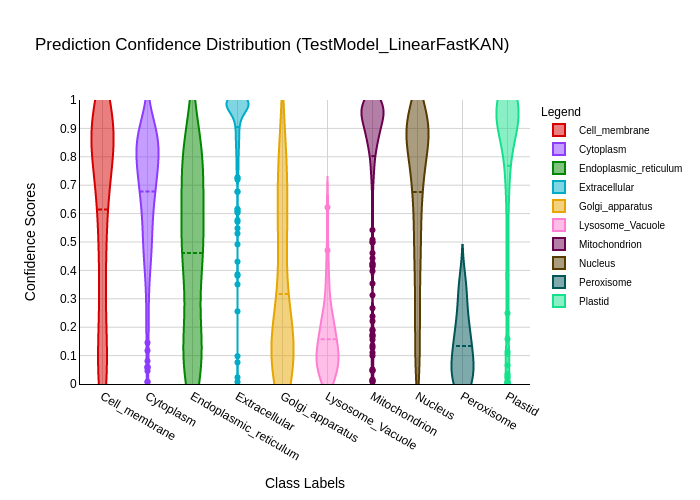 Prediction Confidence Distribution (TestModel_LinearFastKAN)
Legend
Cell_membrane
Cytoplasm
Endoplasmic_reticulum
Extracellular
Golgi_apparatus
Lysosome_Vacuole
Mitochondrion
Nucleus
Peroxisome
Plastid
Confidence Scores
1
0.9
0.8
0.7
0.6
0.5
0.4
0.3
0.2
0.1
0
Cell_membrane
Cytoplasm
Endoplasmic_reticulum
Extracellular
Golgi_apparatus
Lysosome_Vacuole
Mitochondrion
Nucleus
Peroxisome
Plastid
Class Labels